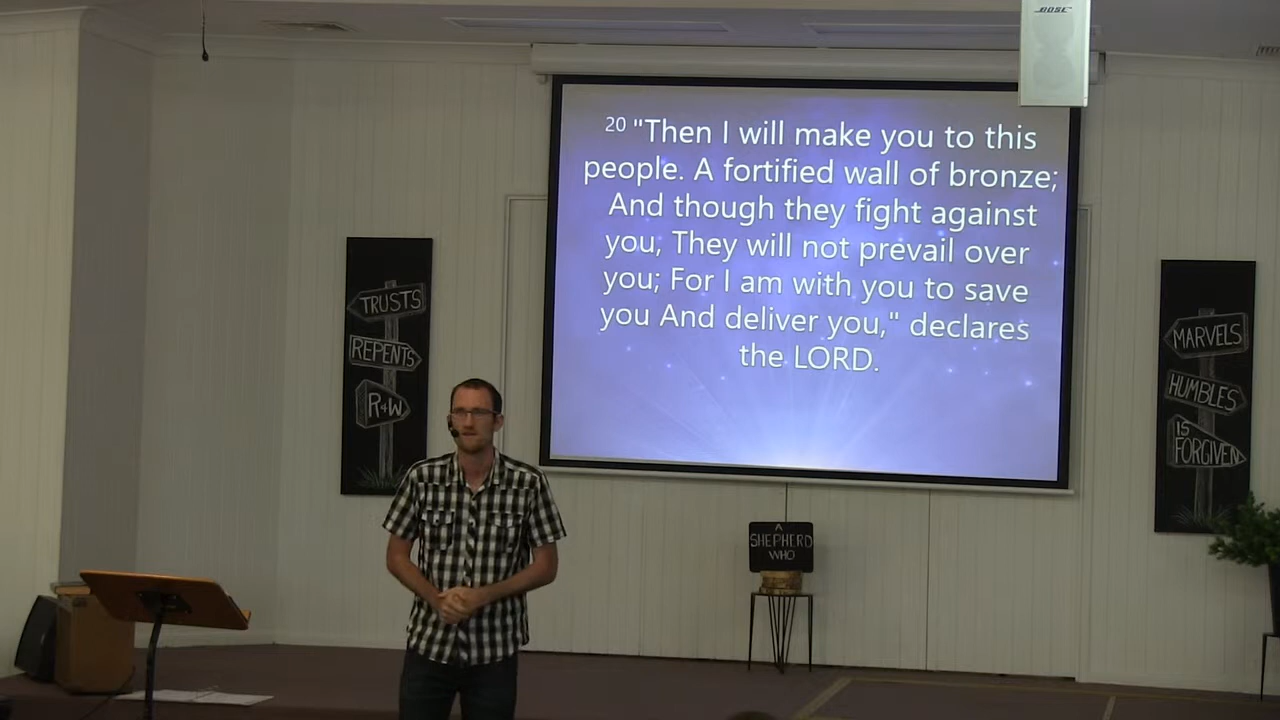 BOSE
20 "Then I will make you to this
people. A fortified wall of bronze;
And though they fight against
you, They will not prevail over
you; For I am with you to save
you And deliver you," declares
the LORD.
TRUSTS
REPENTS
R+W
A
SHEPHERD
WHO
MARVELS
HUMBLES
IS
FORGIVEN